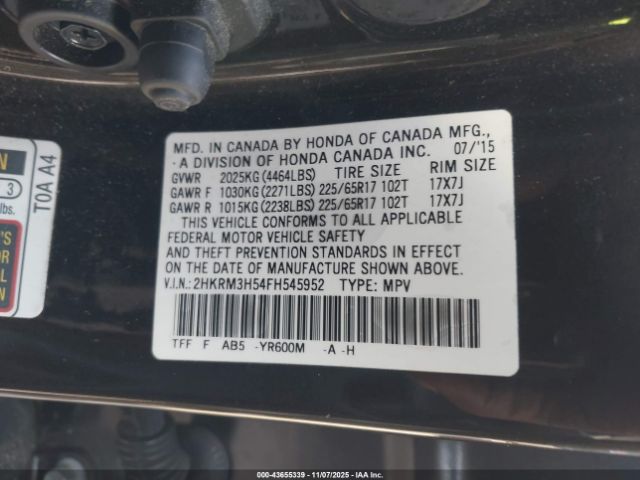 MFD. IN CANADA BY HONDA OF CANADA MFG.,
A DIVISION OF HONDA CANADA INC. 07/'15
GVWR 2025KG(4464LBS) TIRE SIZE RIM SIZE
GAWR F 1030KG(2271LBS) 225/65R17 102T 17X7J
GAWR R 1015KG(2238LBS) 225/65R17 102T 17X7J
THIS VEHICLE CONFORMS TO ALL APPLICABLE
FEDERAL MOTOR VEHICLE SAFETY
AND THEFT PREVENTION STANDARDS IN EFFECT
ON THE DATE OF MANUFACTURE SHOWN ABOVE.
V.I.N.: 2HKRM3H54FH545952 TYPE: MPV
TFF F AB5 -YR600M -A -H
T0A A4
N
3
lbs.
'S
OR
L
N
000-43655339 - 11/07/2025 - IAA Inc.